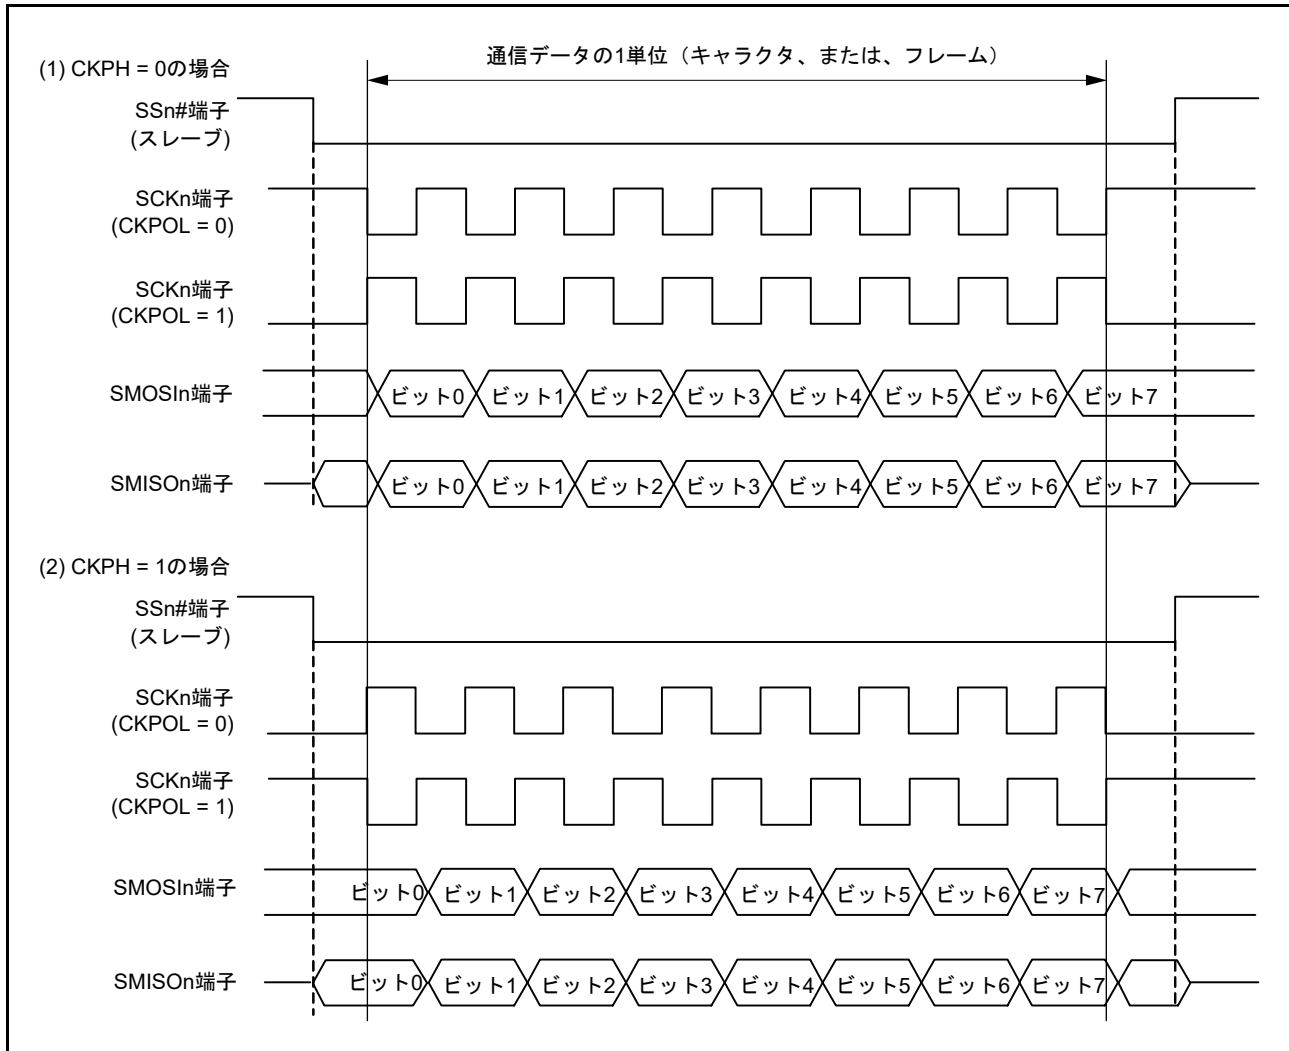 通信データの1単位（キャラクタ、または、フレーム）
(1) CKPH = 0の場合
SSn#端子
(スレーブ)
SCKn端子
(CKPOL = 0)
SCKn端子
(CKPOL = 1)
SMOSIn端子 ビット0 ビット1 ビット2 ビット3 ビット4 ビット5 ビット6 ビット7
SMISOn端子 ビット0 ビット1 ビット2 ビット3 ビット4 ビット5 ビット6 ビット7
(2) CKPH = 1の場合
SSn#端子
(スレーブ)
SCKn端子
(CKPOL = 0)
SCKn端子
(CKPOL = 1)
SMOSIn端子 ビット0 ビット1 ビット2 ビット3 ビット4 ビット5 ビット6 ビット7
SMISOn端子 ビット0 ビット1 ビット2 ビット3 ビット4 ビット5 ビット6 ビット7